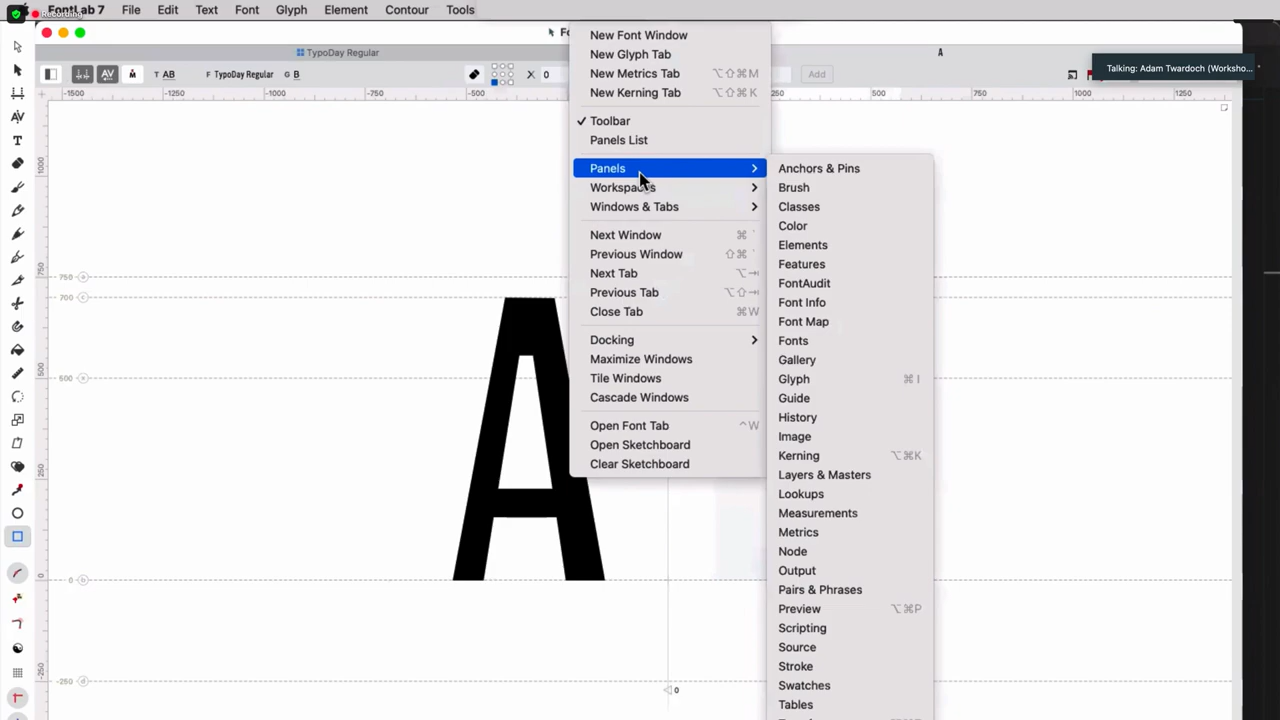 FontLab 7 File Edit Text Font Glyph Element Contour Tools
Recording
TypoDay Regular
A
AB F TypoDay Regular G B X 0 Add
Talking: Adam Twardoch (Worksho...
-1500 -1250 -1000 -750 -500 500 750 1000 1250
1000
750
500
250
0
-250
750
700
500
0
-250
A
0
New Font Window
New Glyph Tab
New Metrics Tab ⌥⇧⌘M
New Kerning Tab ⌥⇧⌘K
✓ Toolbar
Panels List
Panels >
Workspaces >
Windows & Tabs >
Next Window ⌘`
Previous Window ⇧⌘`
Next Tab ⌥⇥
Previous Tab ⌥⇧⇥
Close Tab ⌘W
Docking >
Maximize Windows
Tile Windows
Cascade Windows
Open Font Tab ^W
Open Sketchboard
Clear Sketchboard
Anchors & Pins
Brush
Classes
Color
Elements
Features
FontAudit
Font Info
Font Map
Fonts
Gallery
Glyph ⌘I
Guide
History
Image
Kerning ⌥⌘K
Layers & Masters
Lookups
Measurements
Metrics
Node
Output
Pairs & Phrases
Preview ⌥⌘P
Scripting
Source
Stroke
Swatches
Tables